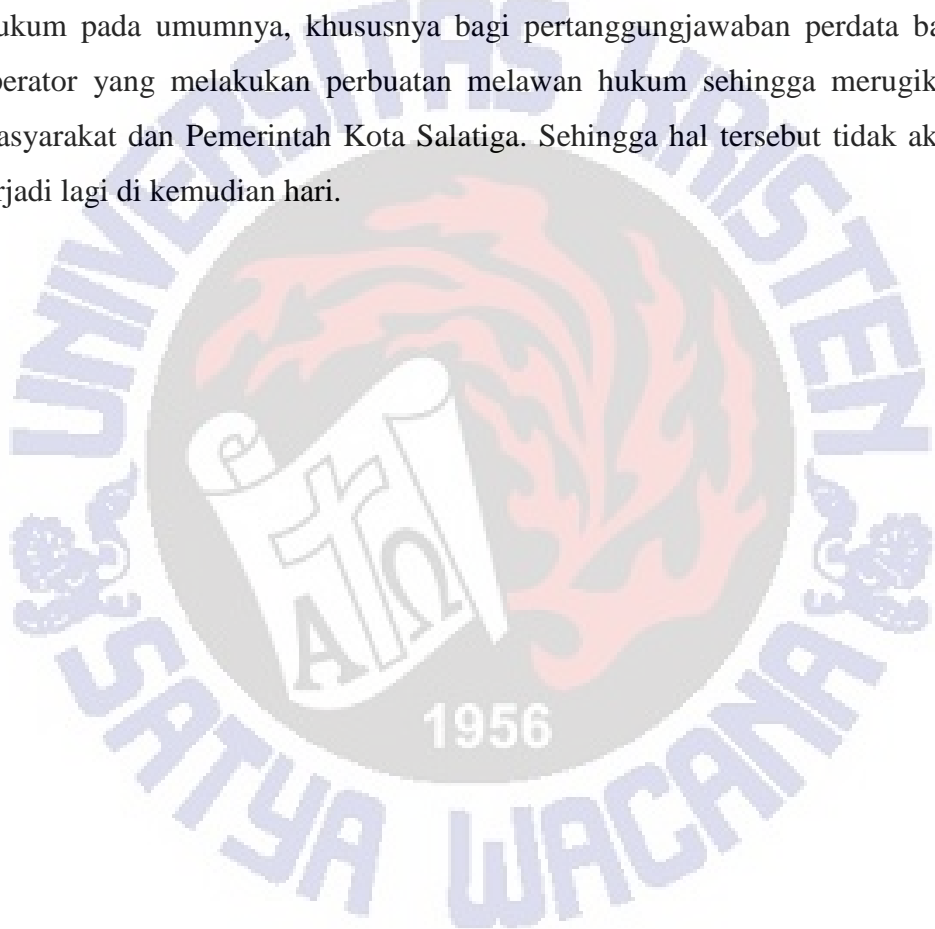 ukum pada umumnya, khususnya bagi pertanggungjawaban perdata ba
perator yang melakukan perbuatan melawan hukum sehingga merugik
asyarakat dan Pemerintah Kota Salatiga. Sehingga hal tersebut tidak ak
rjadi lagi di kemudian hari.
UNIVERSITAS KRISTEN
Α Ω
1956
SATYA WACANA